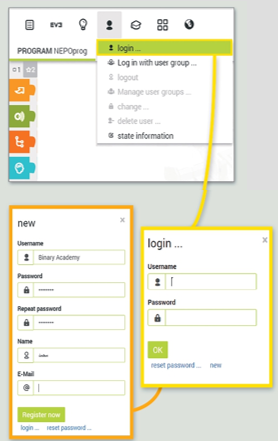 EV3
PROGRAM NEPOprog
1 2
login ...
Log in with user group ...
logout
Manage user groups ...
change ...
delete user ...
state information
new
×
Username
Binary Academy
Password
•••••••
Repeat password
•••••••
Name
E-Mail
@
Register now
login ... reset password ...
login ...
×
Username
Password
OK
reset password ... new